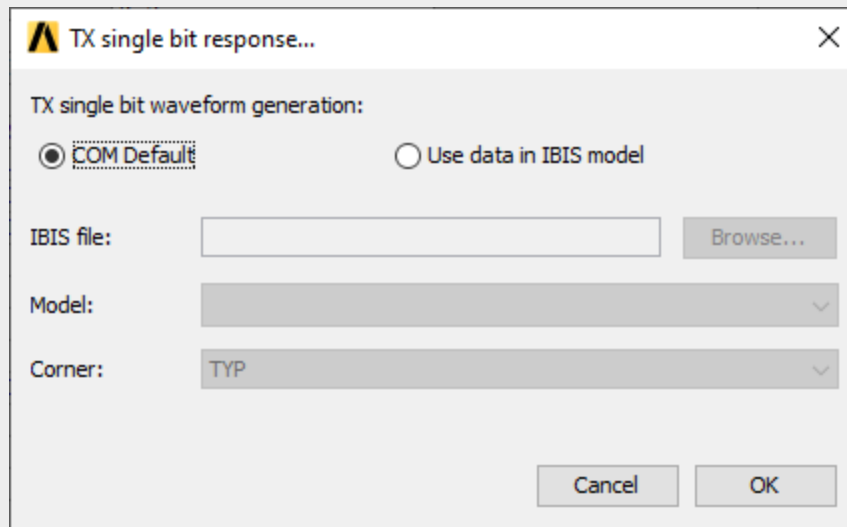 TX single bit response...
TX single bit waveform generation:
COM Default
Use data in IBIS model
IBIS file:
Browse...
Model:
Corner:
TYP
Cancel
OK